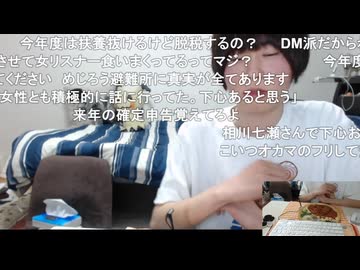 今年度は扶養抜けるけど脱税するの?
DM派だから
させて女リスナー食いまくってるってマジ?
今年度
てください めじろう避難所に真実が全てあります
女性とも積極的に話に行ってた。下心あると思う」
来年の確定申告覚えてろよ
相川七瀬さんで下心お
こいつオカマのフリして